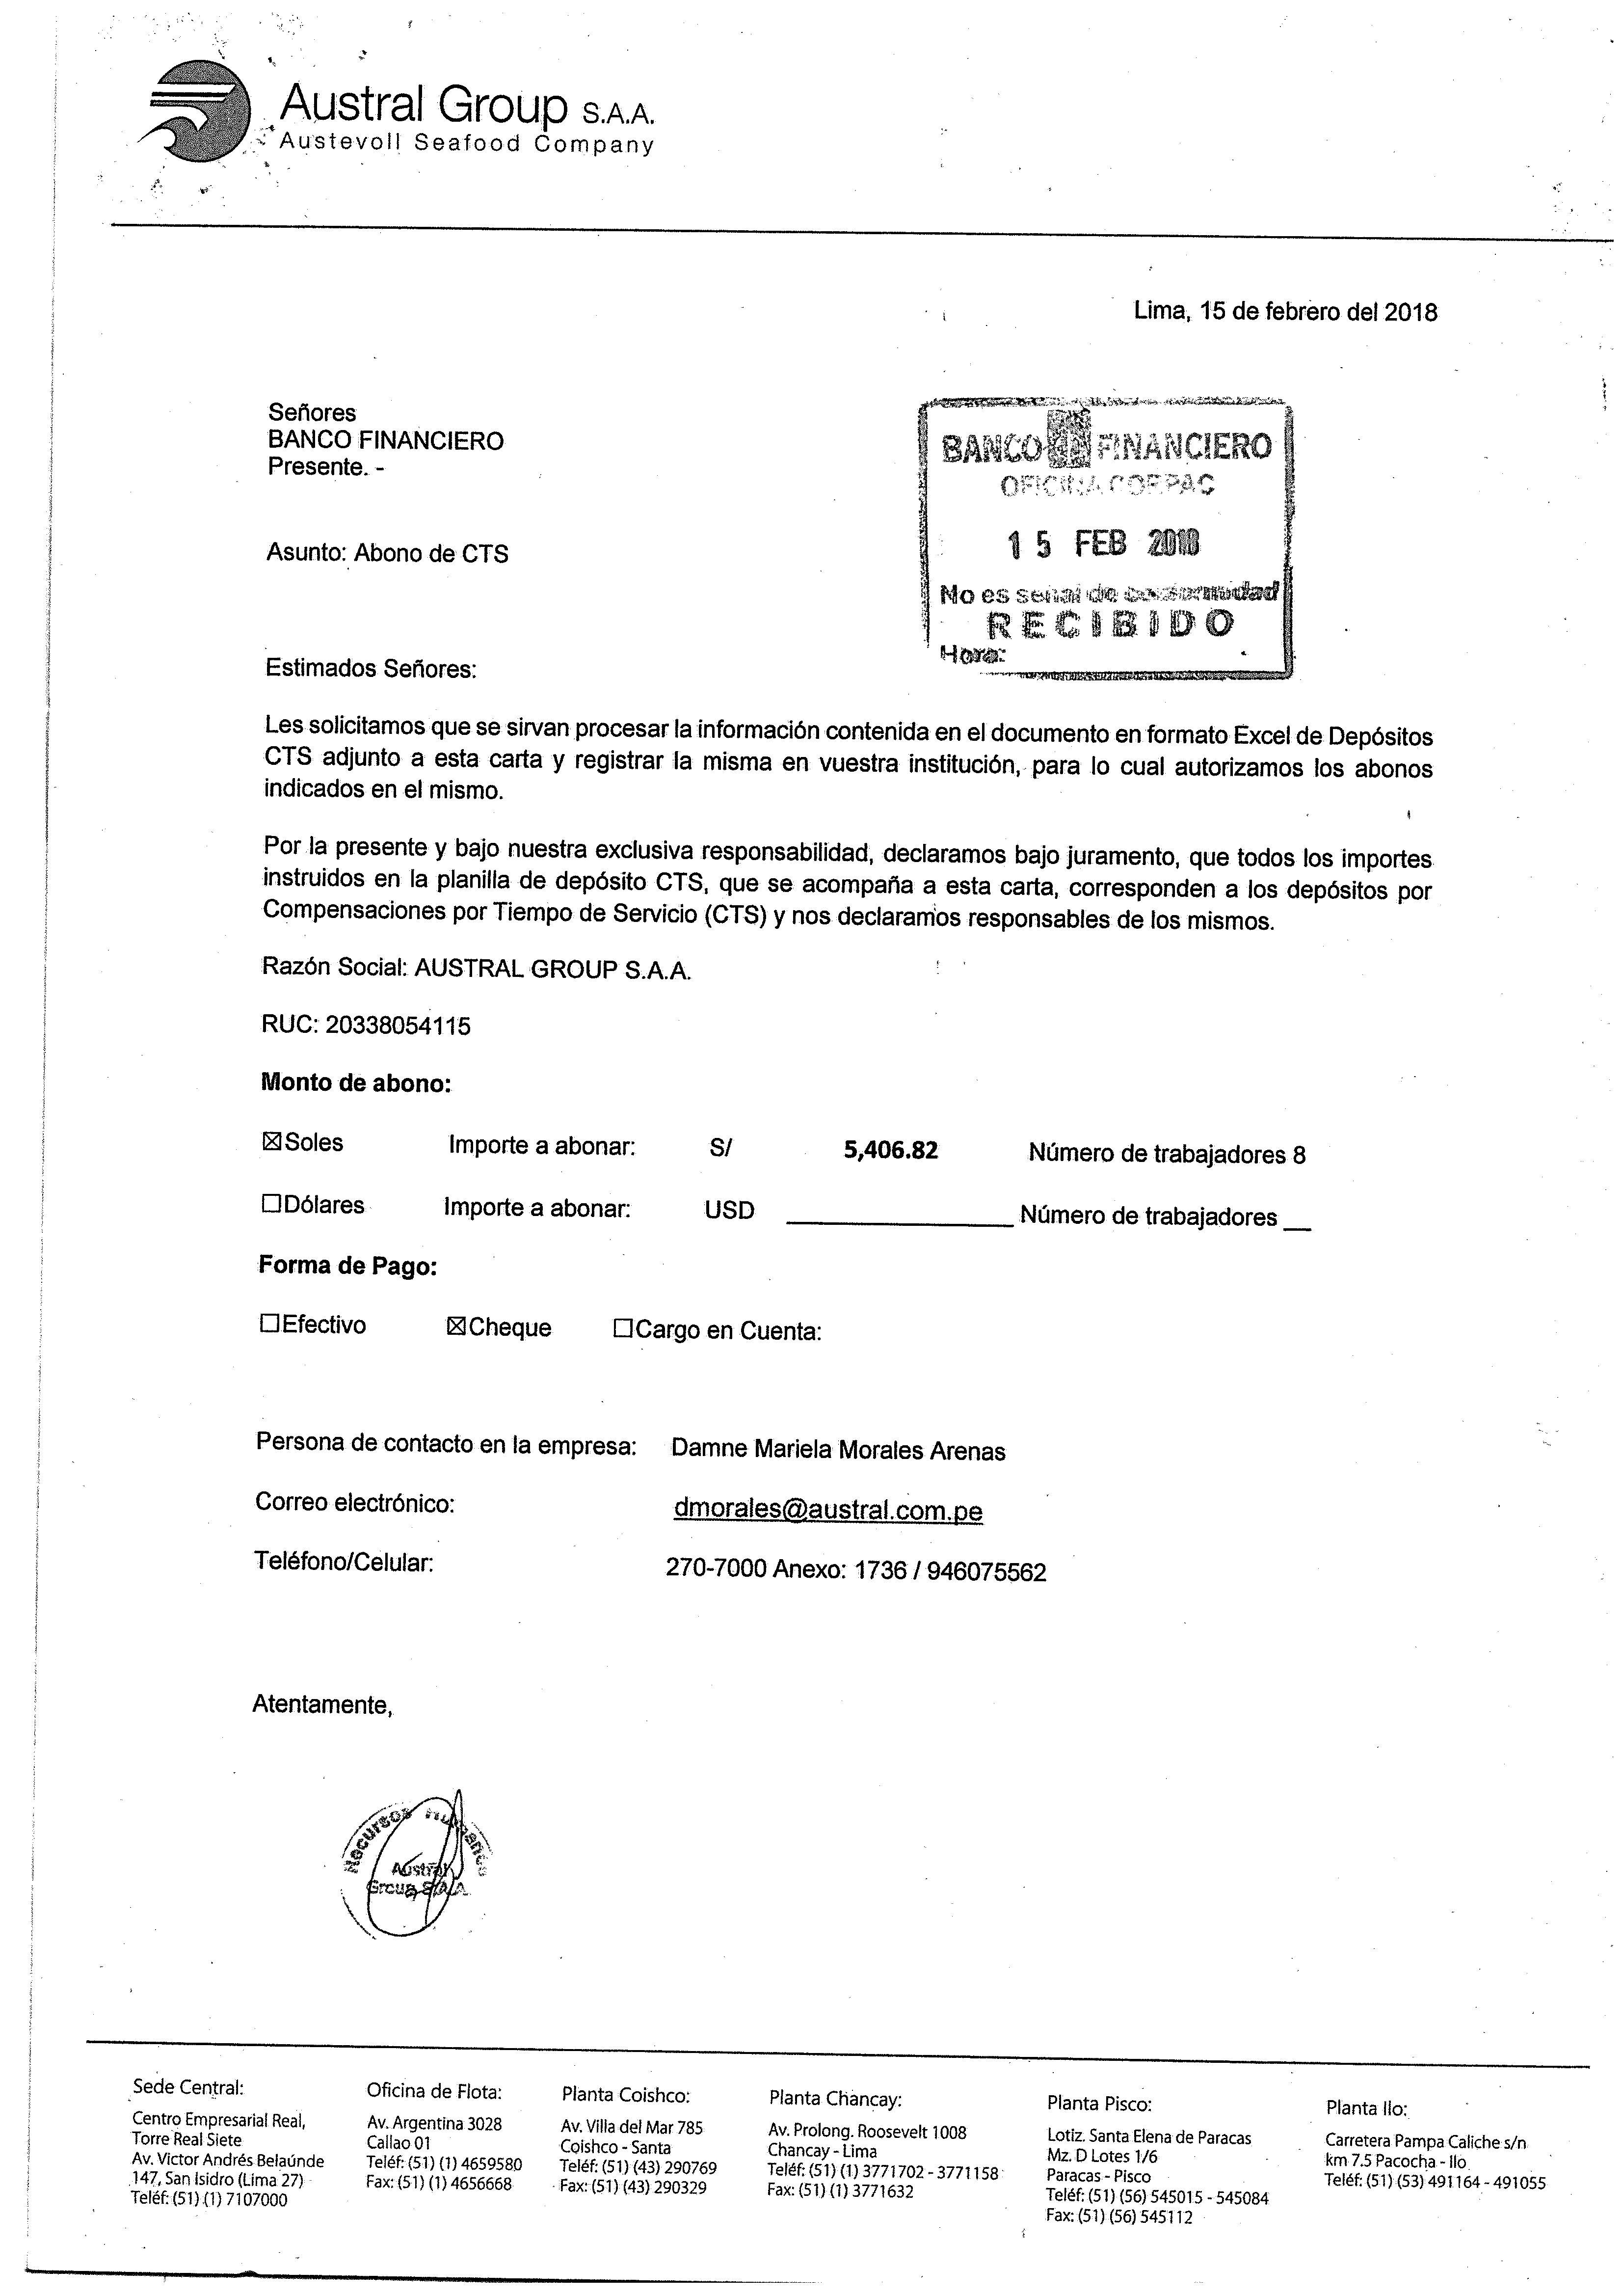 Austral Group S.A.A.
Austevoll Seafood Company
Lima, 15 de febrero del 2018
Señores
BANCO FINANCIERO
Presente. -
BANCO FINANCIERO
OFICINA CORPAC
15 FEB 2018
No es señal de conformidad
RECIBIDO
Hora:
Asunto: Abono de CTS
Estimados Señores:
Les solicitamos que se sirvan procesar la información contenida en el documento en formato Excel de Depósitos
CTS adjunto a esta carta y registrar la misma en vuestra institución, para lo cual autorizamos los abonos
indicados en el mismo.
Por la presente y bajo nuestra exclusiva responsabilidad, declaramos bajo juramento, que todos los importes
instruidos en la planilla de depósito CTS, que se acompaña a esta carta, corresponden a los depósitos por
Compensaciones por Tiempo de Servicio (CTS) y nos declaramos responsables de los mismos.
Razón Social: AUSTRAL GROUP S.A.A.
RUC: 20338054115
Monto de abono:
☒Soles Importe a abonar: S/ 5,406.82 Número de trabajadores 8
☐Dólares Importe a abonar: USD ________________ Número de trabajadores __
Forma de Pago:
☐Efectivo ☒Cheque ☐Cargo en Cuenta:
Persona de contacto en la empresa: Damne Mariela Morales Arenas
Correo electrónico: dmorales@austral.com.pe
Teléfono/Celular: 270-7000 Anexo: 1736 / 946075562
Atentamente,
Recursos Humanos
Austral
Group S.A.A.
Sede Central:
Centro Empresarial Real,
Torre Real Siete
Av. Victor Andrés Belaúnde
147, San Isidro (Lima 27)
Teléf: (51) (1) 7107000
Oficina de Flota:
Av. Argentina 3028
Callao 01
Teléf: (51) (1) 4659580
Fax: (51) (1) 4656668
Planta Coishco:
Av. Villa del Mar 785
Coishco - Santa
Teléf: (51) (43) 290769
Fax: (51) (43) 290329
Planta Chancay:
Av. Prolong. Roosevelt 1008
Chancay - Lima
Teléf: (51) (1) 3771702 - 3771158
Fax: (51) (1) 3771632
Planta Pisco:
Lotiz. Santa Elena de Paracas
Mz. D Lotes 1/6
Paracas - Pisco
Teléf: (51) (56) 545015 - 545084
Fax: (51) (56) 545112
Planta Ilo:
Carretera Pampa Caliche s/n
km 7.5 Pacocha - Ilo
Teléf: (51) (53) 491164 - 491055